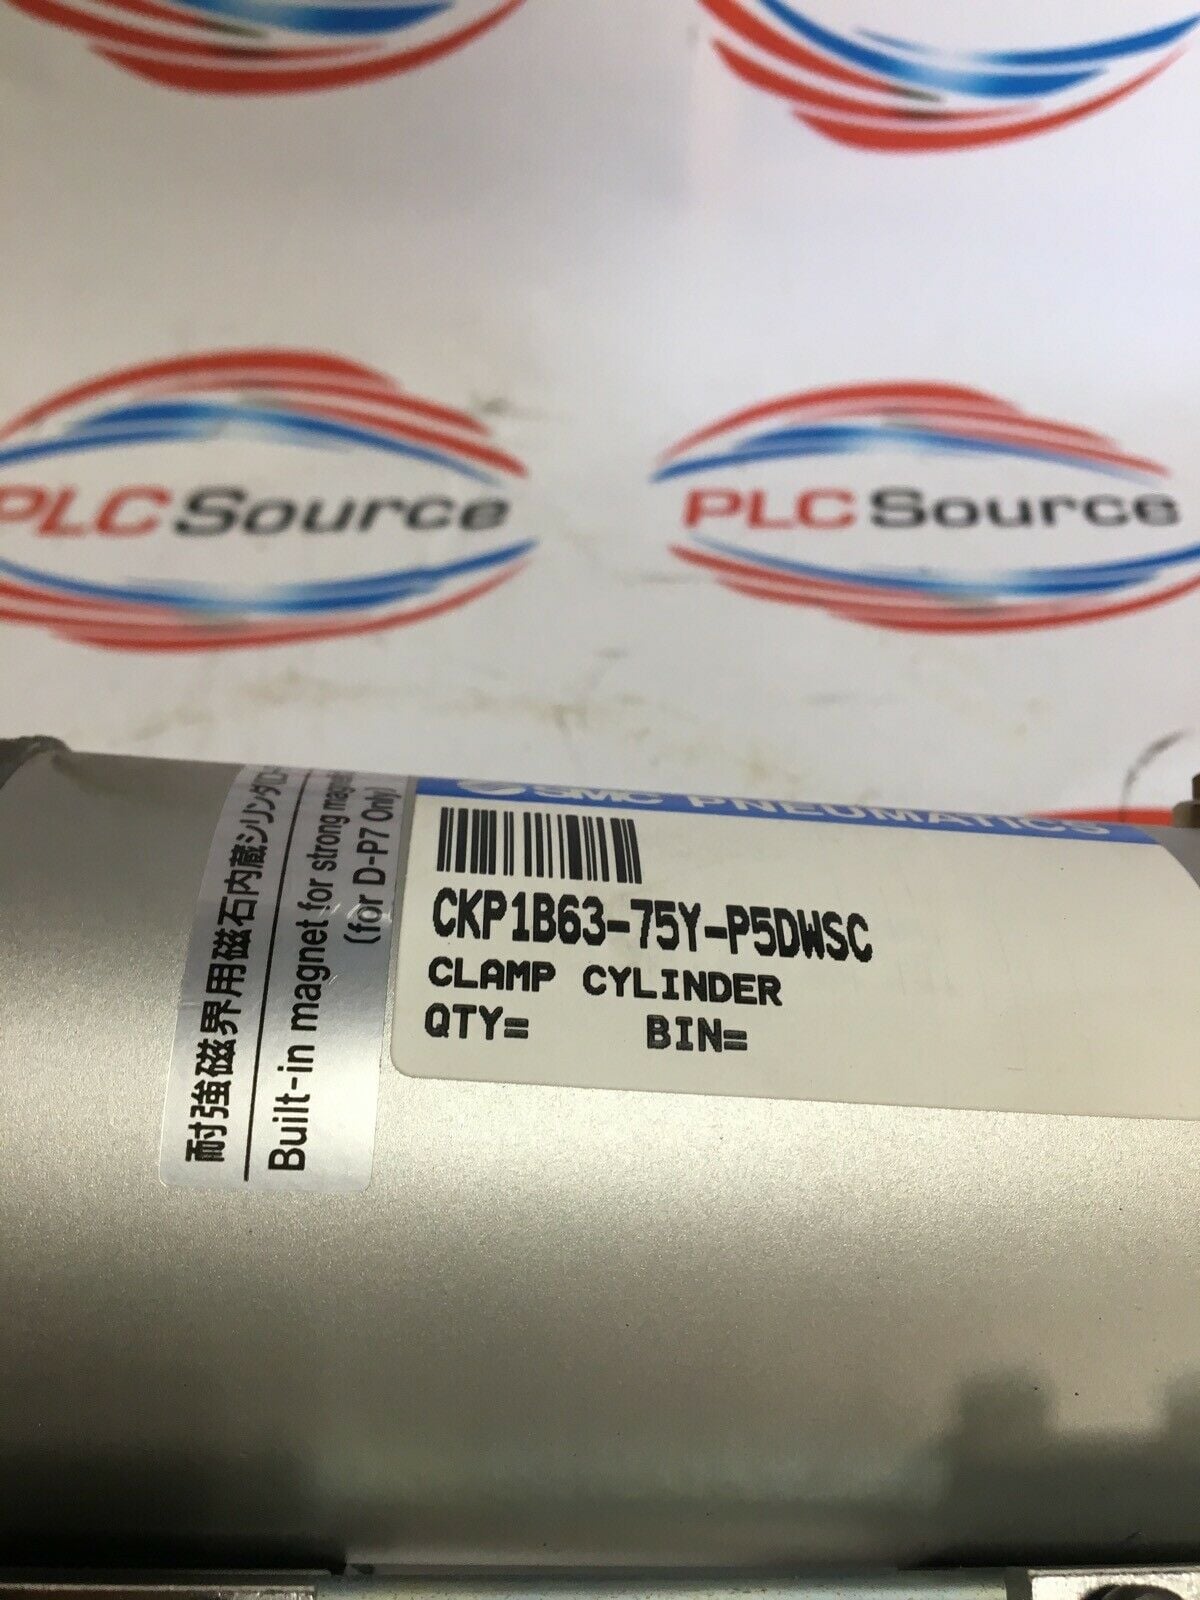 PLC Source
PLC Source
SMC PNEUMATICS
CKP1B63-75Y-P5DWSC
CLAMP CYLINDER
QTY= BIN=
耐強磁界用磁石内蔵シリンダ
Built-in magnet for strong
(for D-P7 Only)